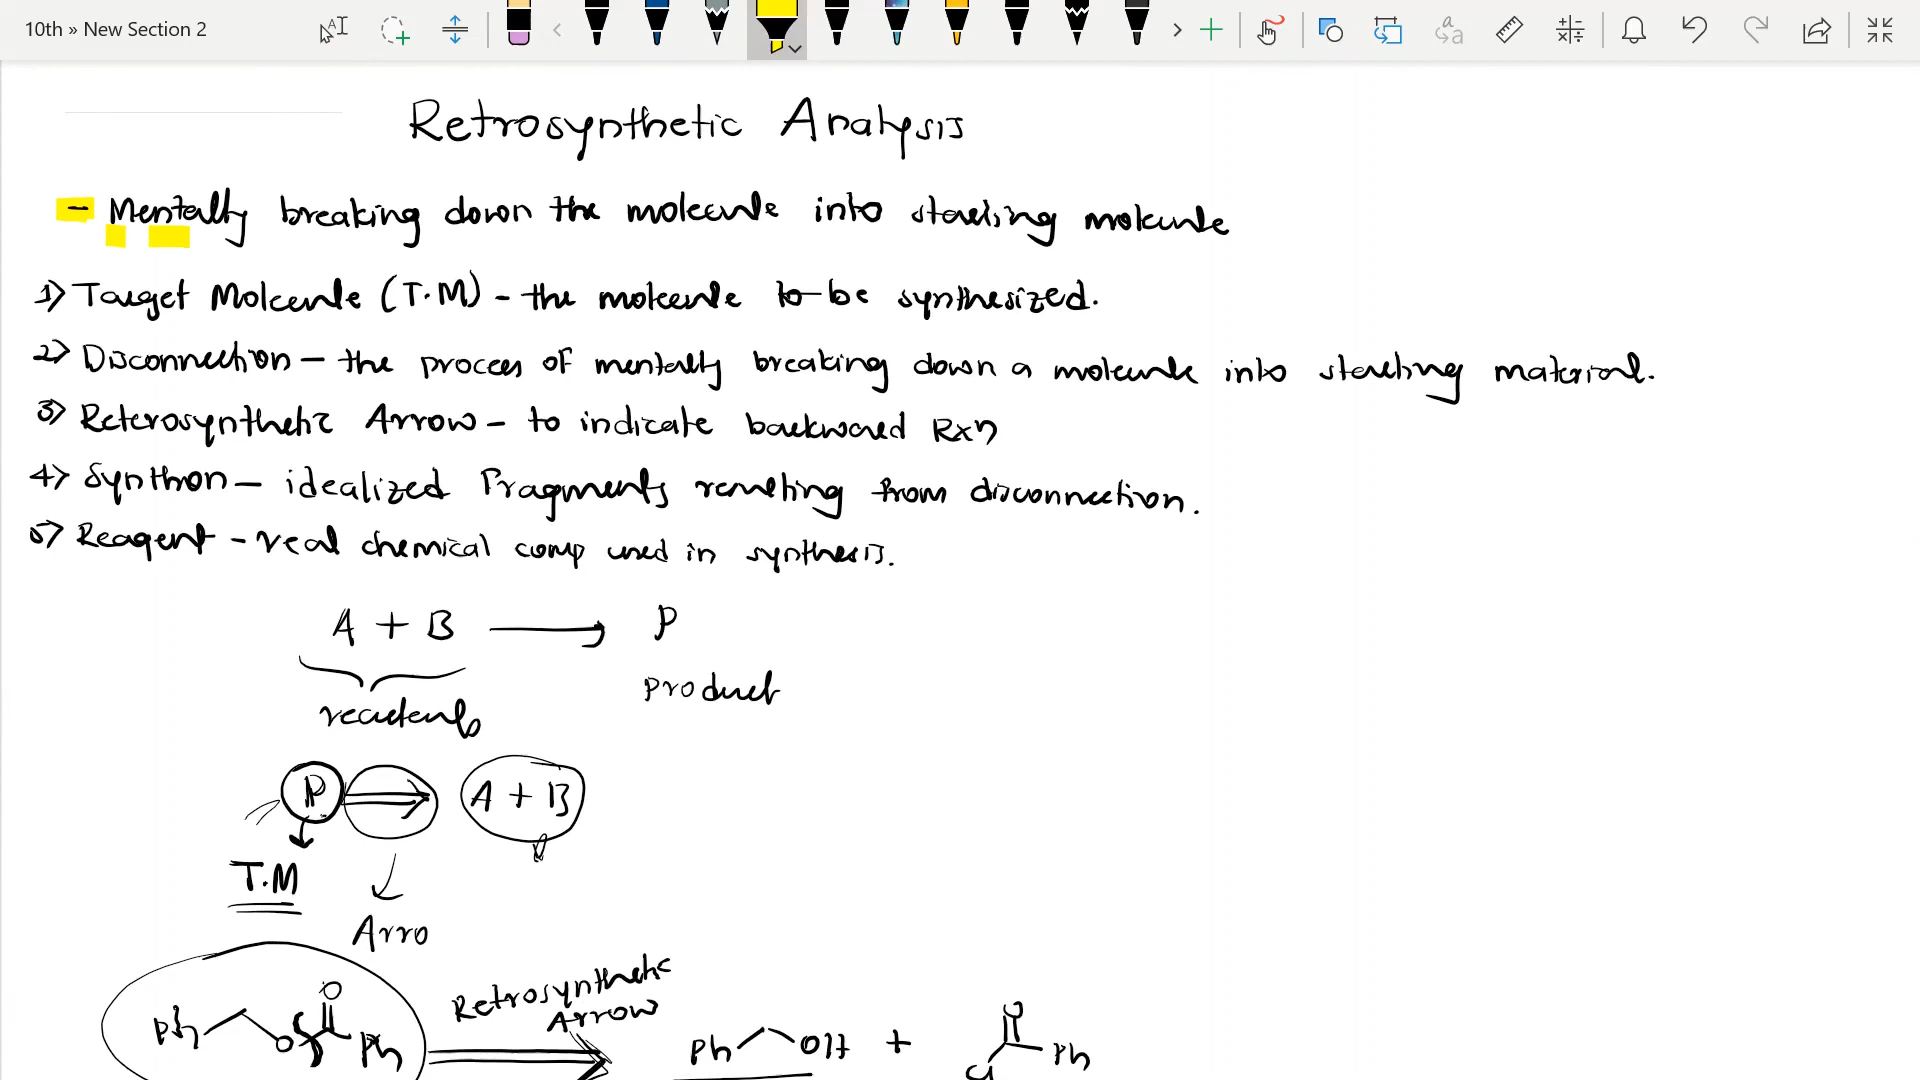 10th » New Section 2
Retrosynthetic Analysis
- Mentally breaking down the molecule into starting molecule
1) Target Molecule (T.M) - the molecule to be synthesized.
2) Disconnection - the process of mentally breaking down a molecule into starting material.
3) Reterosynthetic Arrow - to indicate backward Rxn
4) Synthon - idealized Fragments resulting from disconnection.
5) Reagent - real chemical comp used in synthesis.
A + B → P
reactants product
P ⇒ A + B
T.M
Arro
Retrosynthetic
Arrow
O O
Ph O Ph ⇒ Ph OH + Ph
Cl